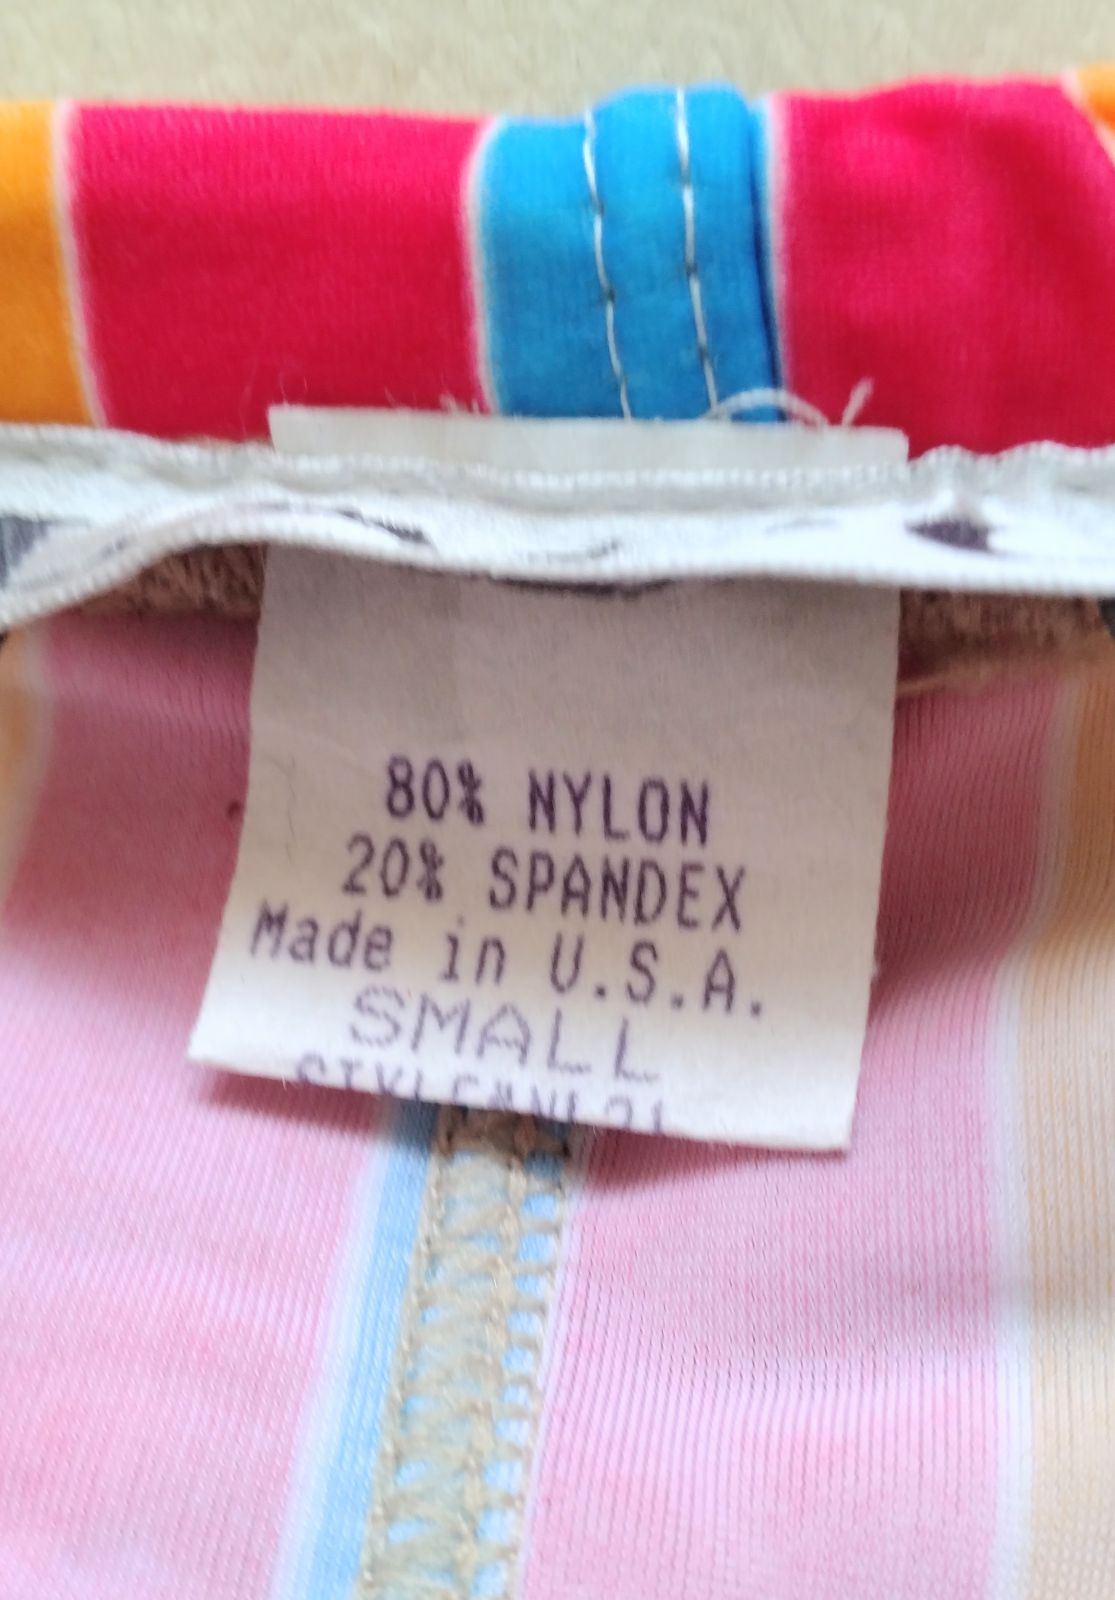 80% NYLON
20% SPANDEX
Made in U.S.A.
SMALL